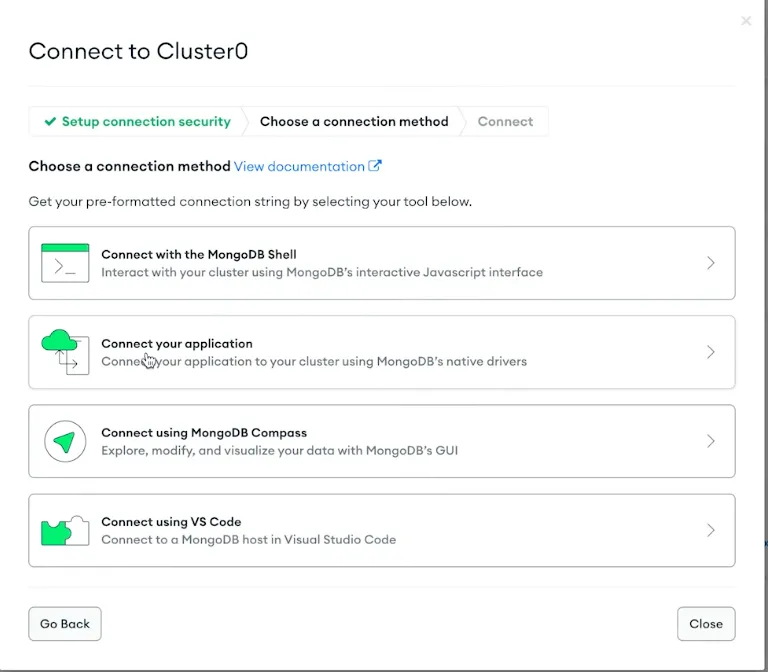 Connect to Cluster0
Setup connection security Choose a connection method Connect
Choose a connection method View documentation
Get your pre-formatted connection string by selecting your tool below.
Connect with the MongoDB Shell
Interact with your cluster using MongoDB's interactive Javascript interface
Connect your application
Connect your application to your cluster using MongoDB's native drivers
Connect using MongoDB Compass
Explore, modify, and visualize your data with MongoDB's GUI
Connect using VS Code
Connect to a MongoDB host in Visual Studio Code
Go Back Close